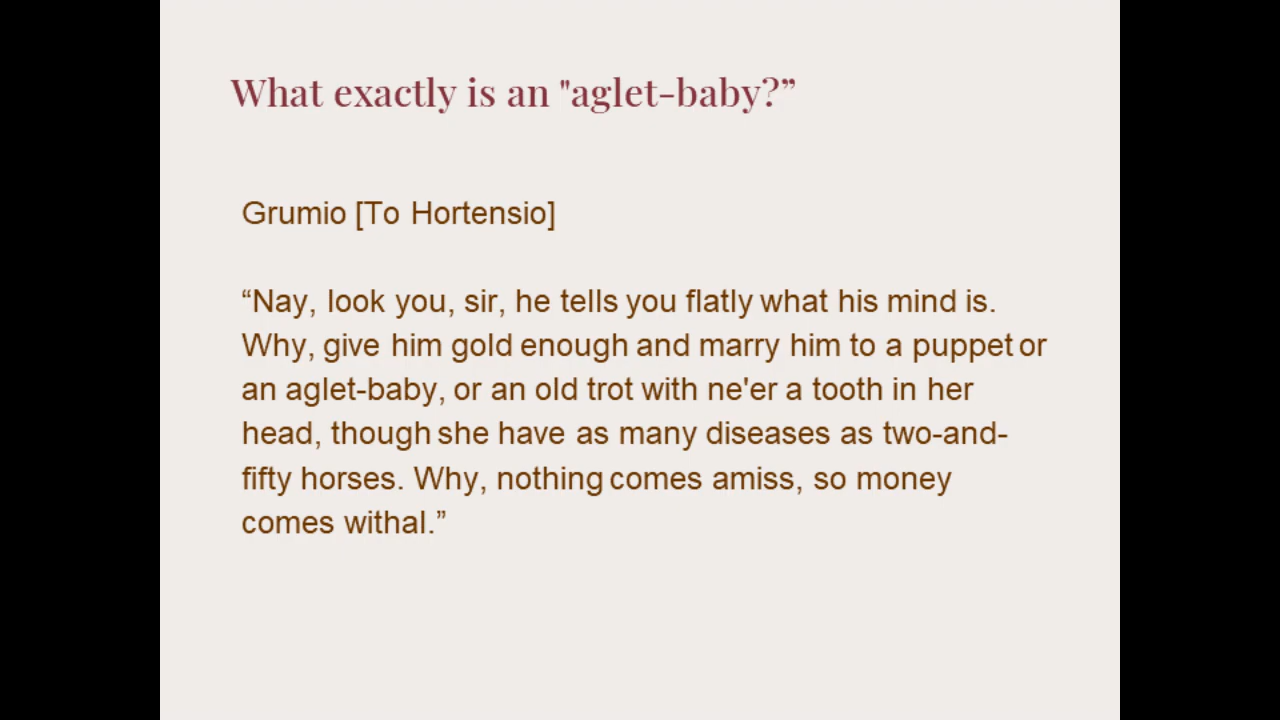 What exactly is an "aglet-baby?”
Grumio [To Hortensio]
“Nay, look you, sir, he tells you flatly what his mind is.
Why, give him gold enough and marry him to a puppet or
an aglet-baby, or an old trot with ne'er a tooth in her
head, though she have as many diseases as two-and-
fifty horses. Why, nothing comes amiss, so money
comes withal.”